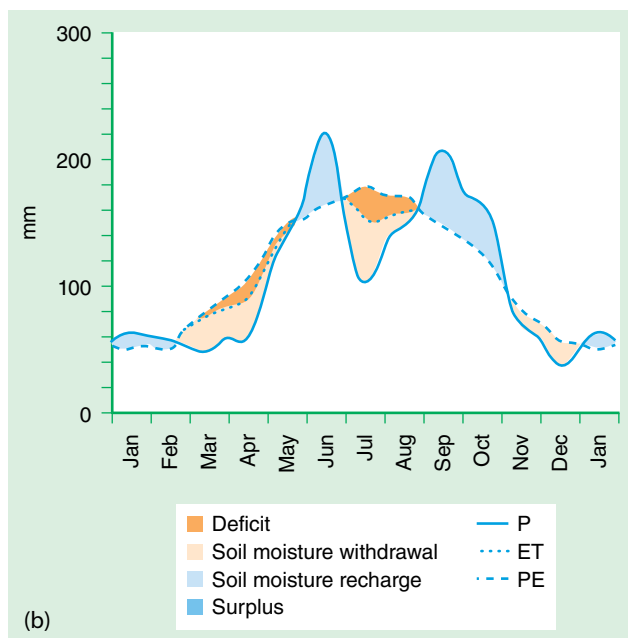 300
200
mm
100
0
Jan
Feb
Mar
Apr
May
Jun
Jul
Aug
Sep
Oct
Nov
Dec
Jan
Deficit
Soil moisture withdrawal
Soil moisture recharge
Surplus
P
ET
PE
(b)